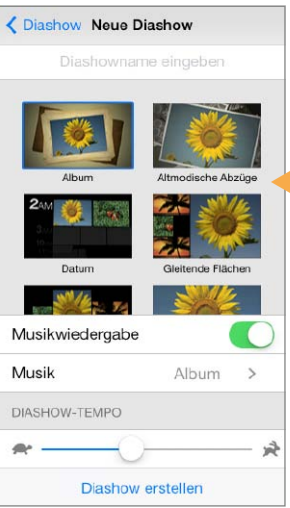 Diashow Neue Diashow
Diashowname eingeben
Album Altmodische Abzüge
2AM
Datum Gleitende Flächen
Musikwiedergabe
Musik Album >
DIASHOW-TEMPO
Diashow erstellen